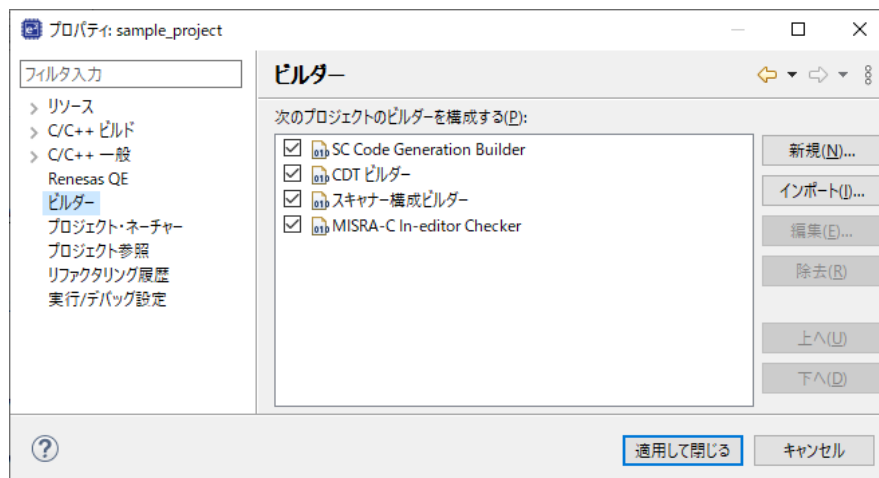 プロパティ: sample_project
フィルタ入力
リソース
C/C++ ビルド
C/C++ 一般
Renesas QE
ビルダー
プロジェクト・ネーチャー
プロジェクト参照
リファクタリング履歴
実行/デバッグ設定
ビルダー
次のプロジェクトのビルダーを構成する(P):
SC Code Generation Builder
CDT ビルダー
スキャナー構成ビルダー
MISRA-C In-editor Checker
新規(N)...
インポート(I)...
編集(E)...
除去(R)
上へ(U)
下へ(D)
適用して閉じる
キャンセル